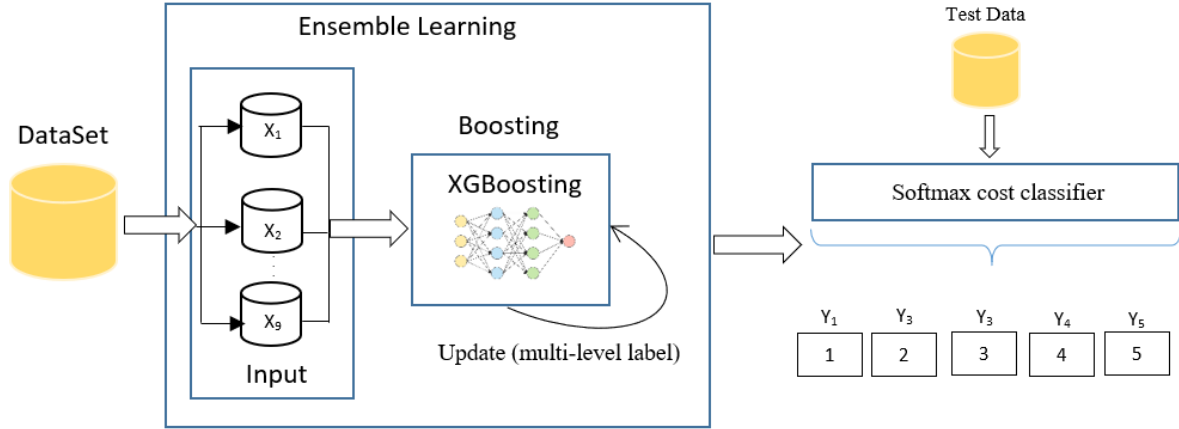 Ensemble Learning
Test Data
DataSet
X₁
X₂
X₉
Input
Boosting
XGBoosting
Update (multi-level label)
Softmax cost classifier
Y₁ Y₃ Y₃ Y₄ Y₅
1 2 3 4 5